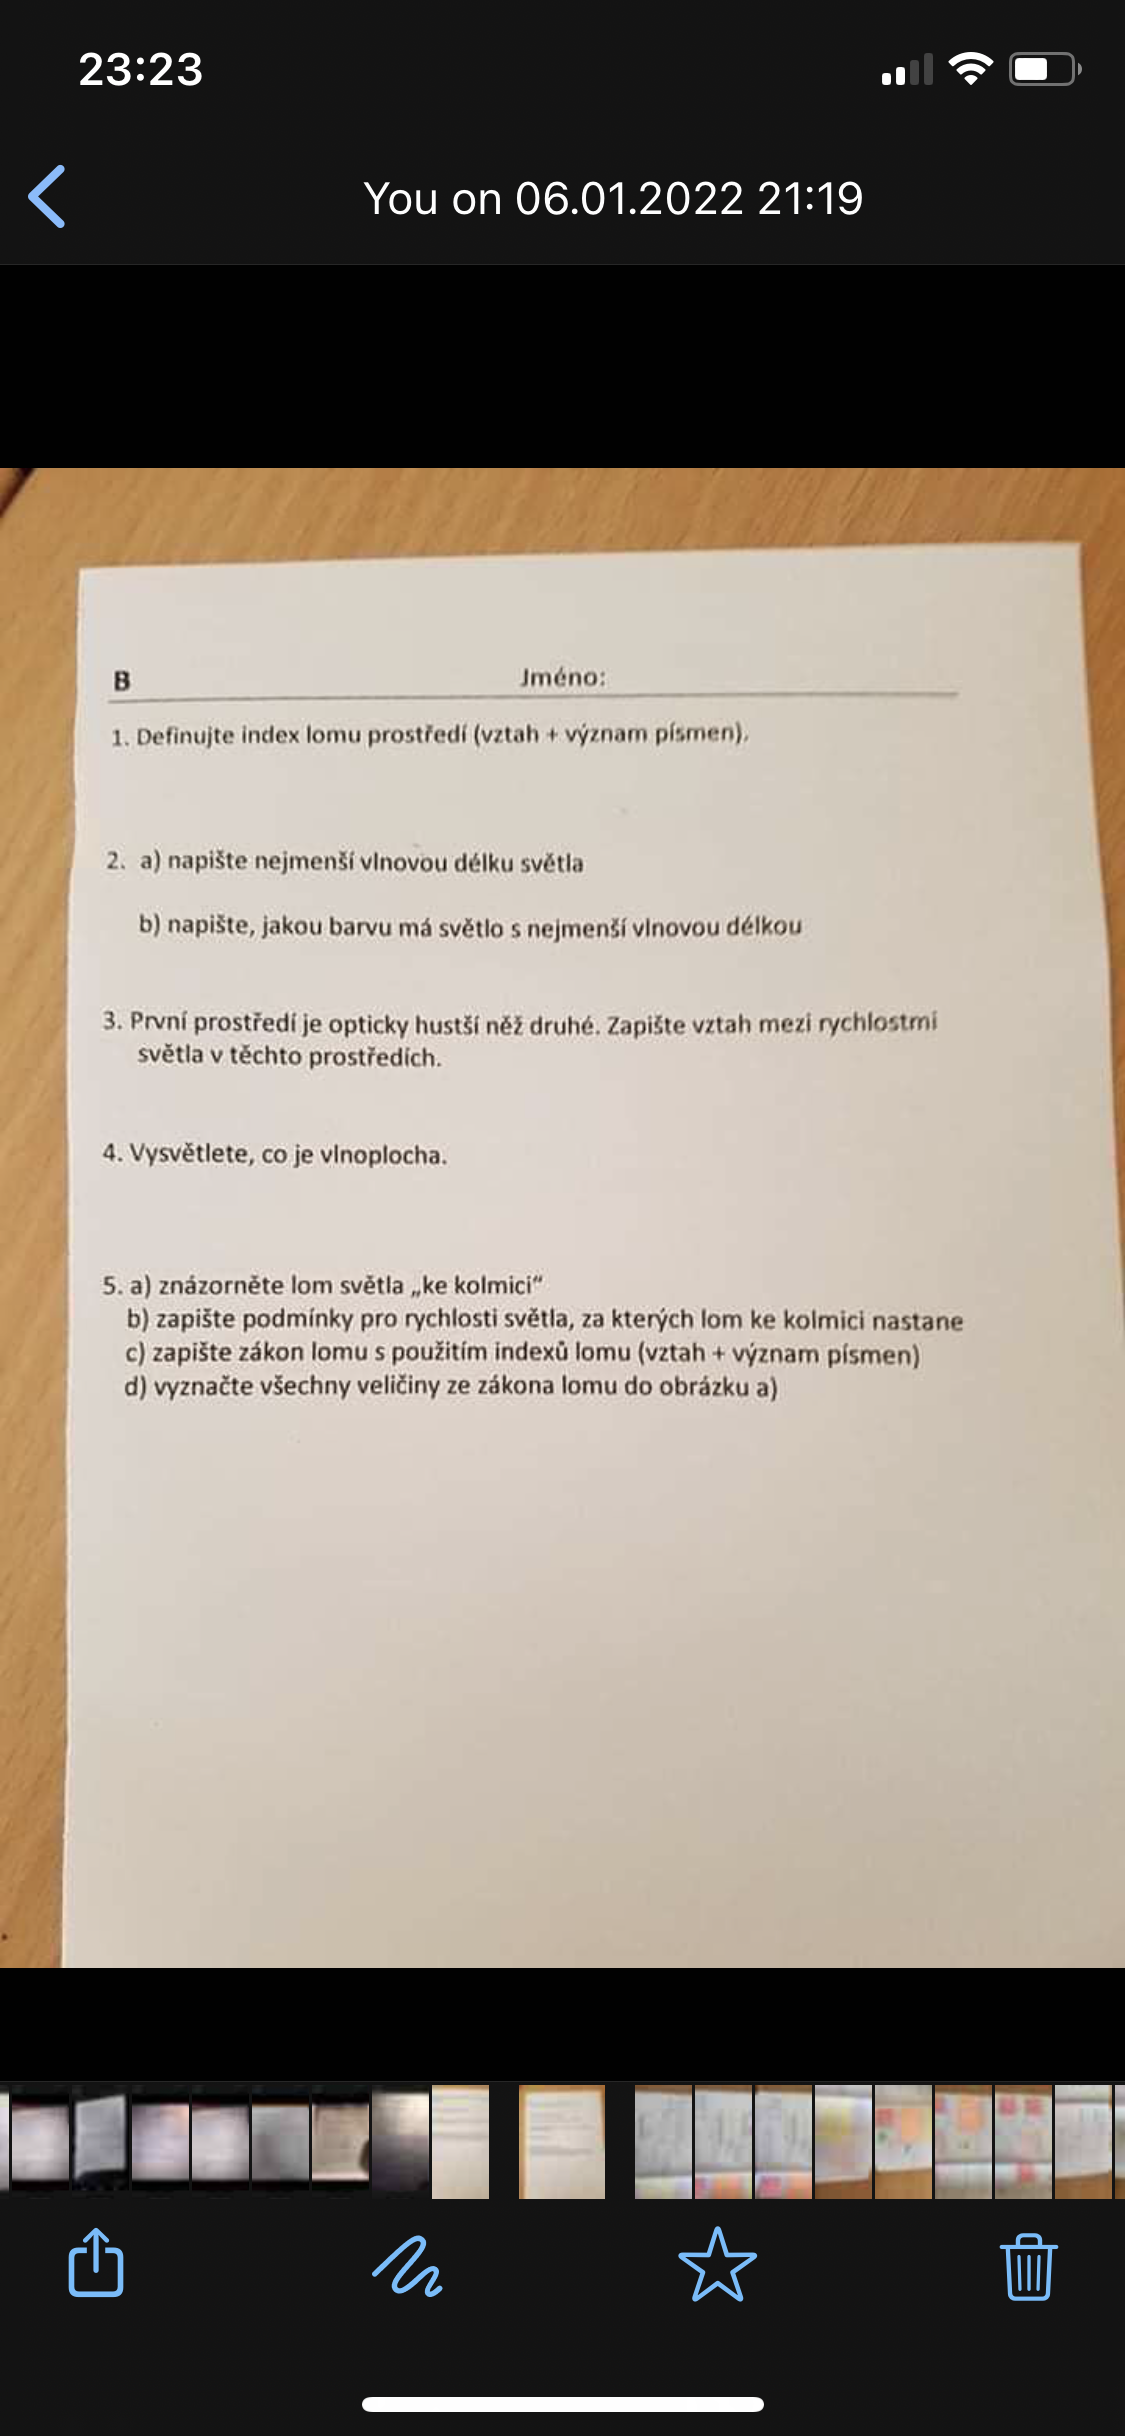 23:23
You on 06.01.2022 21:19
B Jméno:
1. Definujte index lomu prostředí (vztah + význam písmen).
2. a) napište nejmenší vlnovou délku světla
b) napište, jakou barvu má světlo s nejmenší vlnovou délkou
3. První prostředí je opticky hustší něž druhé. Zapište vztah mezi rychlostmi
světla v těchto prostředích.
4. Vysvětlete, co je vlnoplocha.
5. a) znázorněte lom světla „ke kolmici“
b) zapište podmínky pro rychlosti světla, za kterých lom ke kolmici nastane
c) zapište zákon lomu s použitím indexů lomu (vztah + význam písmen)
d) vyznačte všechny veličiny ze zákona lomu do obrázku a)